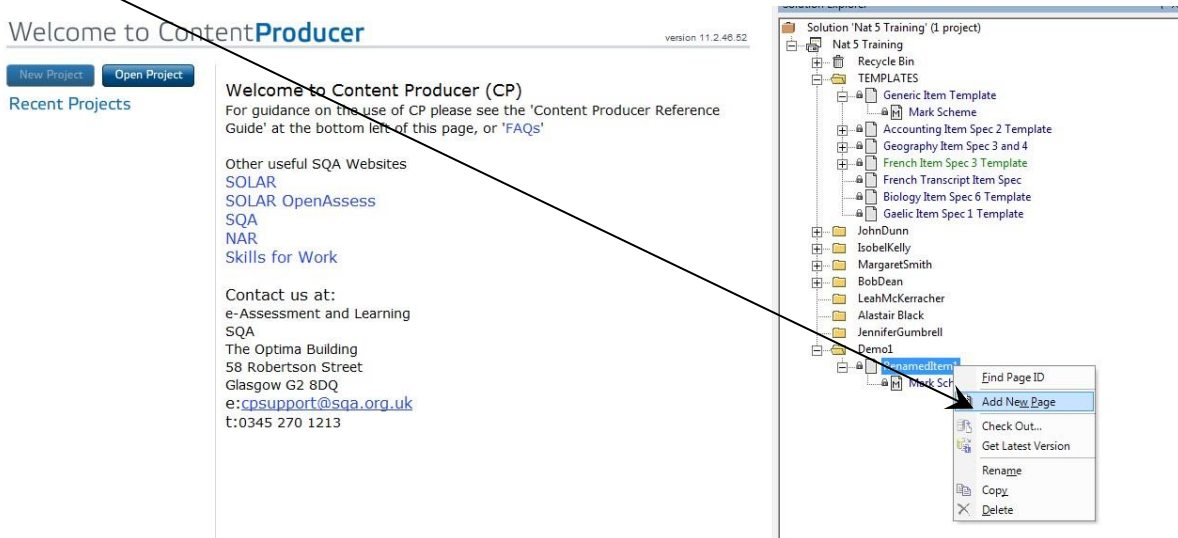 Welcome to ContentProducer
version 11.2.46.52
New Project
Open Project
Recent Projects
Welcome to Content Producer (CP)
For guidance on the use of CP please see the 'Content Producer Reference
Guide' at the bottom left of this page, or 'FAQs'
Other useful SQA Websites
SOLAR
SOLAR OpenAssess
SQA
NAR
Skills for Work
Contact us at:
e-Assessment and Learning
SQA
The Optima Building
58 Robertson Street
Glasgow G2 8DQ
e:cpsupport@sqa.org.uk
t:0345 270 1213
Solution Explorer
Solution 'Nat 5 Training' (1 project)
Nat 5 Training
Recycle Bin
TEMPLATES
Generic Item Template
M Mark Scheme
Accounting Item Spec 2 Template
Geography Item Spec 3 and 4
French Item Spec 3 Template
French Transcript Item Spec
Biology Item Spec 6 Template
Gaelic Item Spec 1 Template
JohnDunn
IsobelKelly
MargaretSmith
BobDean
LeahMcKerracher
Alastair Black
JenniferGumbrell
Demo1
RenamedItem1
M Mark Sch
Find Page ID
Add New Page
Check Out...
Get Latest Version
Rename
Copy
Delete